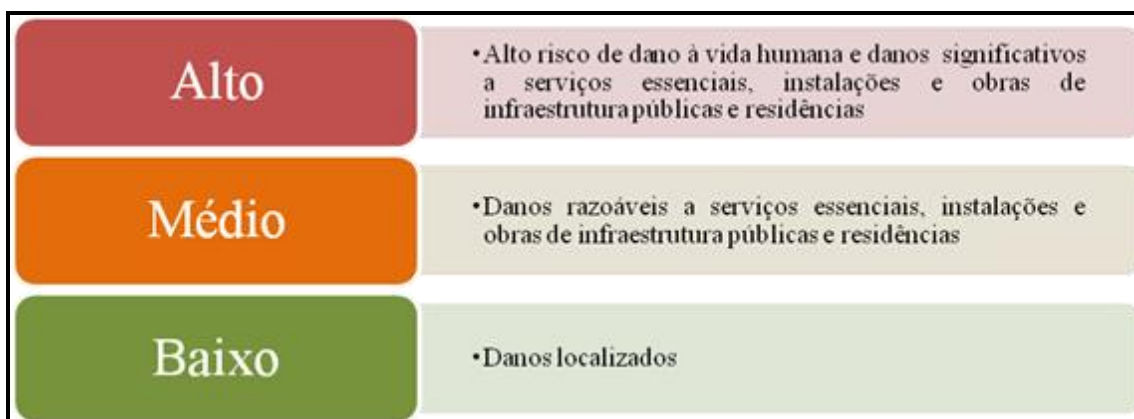 Alto
•Alto risco de dano à vida humana e danos significativos
a serviços essenciais, instalações e obras de
infraestrutura públicas e residências
Médio
•Danos razoáveis a serviços essenciais, instalações e
obras de infraestrutura públicas e residências
Baixo
•Danos localizados